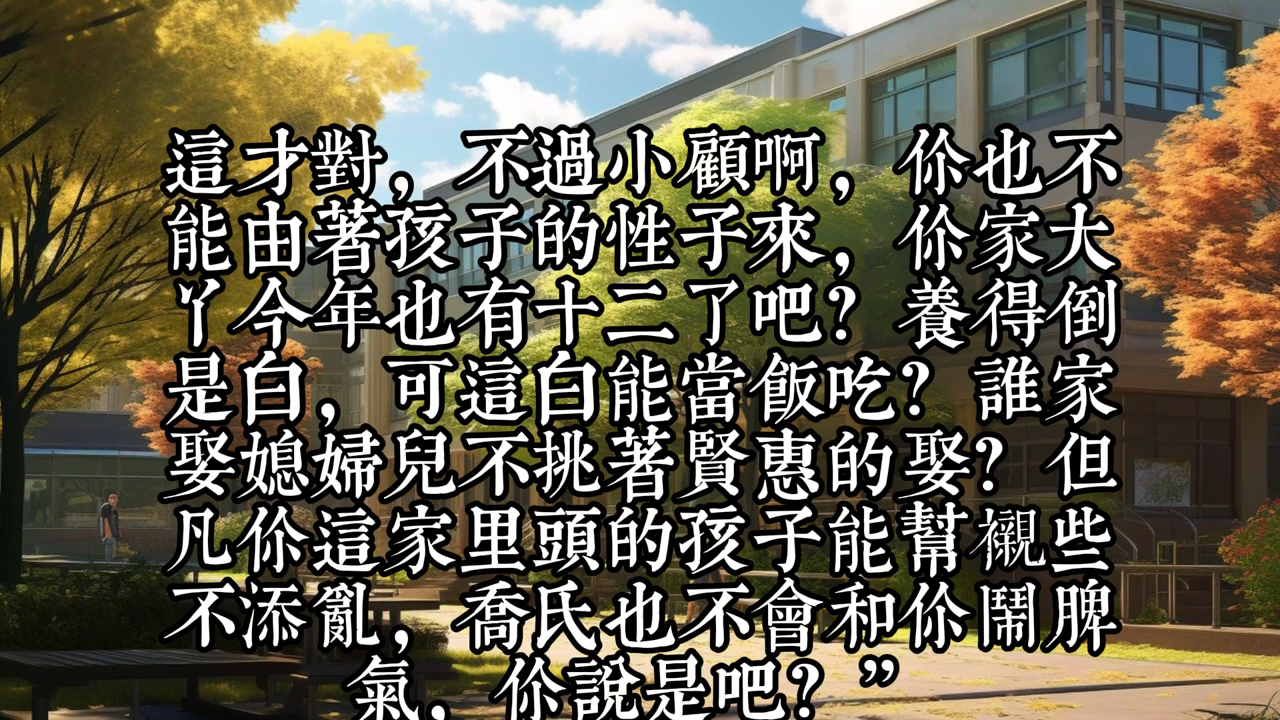 這才對，不過小顧啊，你也不
能由著孩子的性子來，你家大
丫今年也有十二了吧？養得倒
是白，可這白能當飯吃？誰家
娶媳婦兒不挑著賢惠的娶？但
凡你這家里頭的孩子能幫襯些
不添亂，喬氏也不會和你鬧脾
氣，你說是吧？”